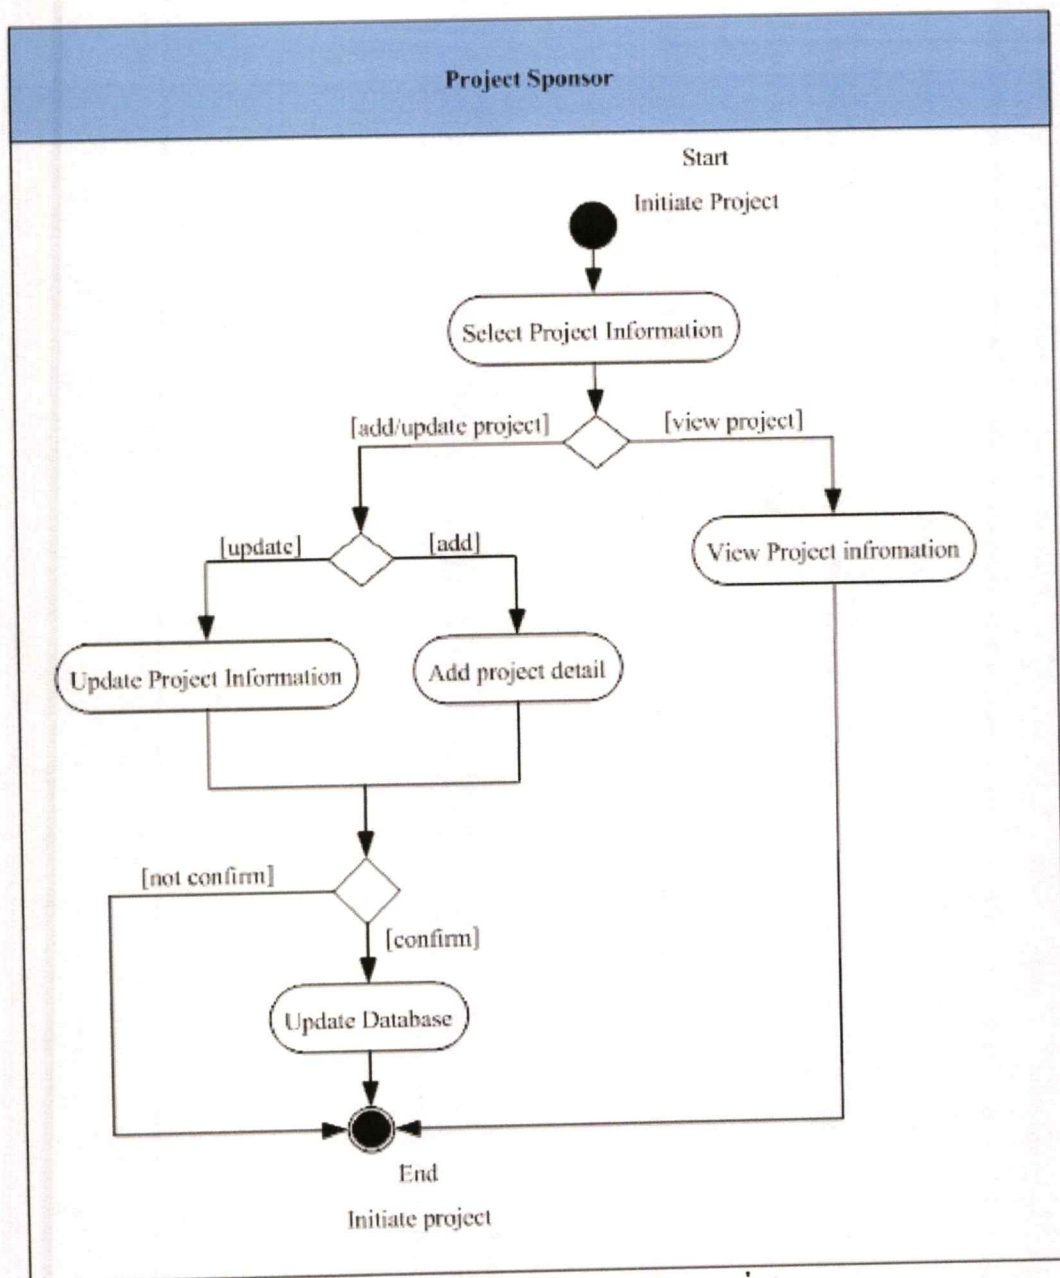 Project Sponsor
Start
Initiate Project
Select Project Information
[add/update project]
[view project]
[update]
[add]
View Project infromation
Update Project Information
Add project detail
[not confirm]
[confirm]
Update Database
End
Initiate project